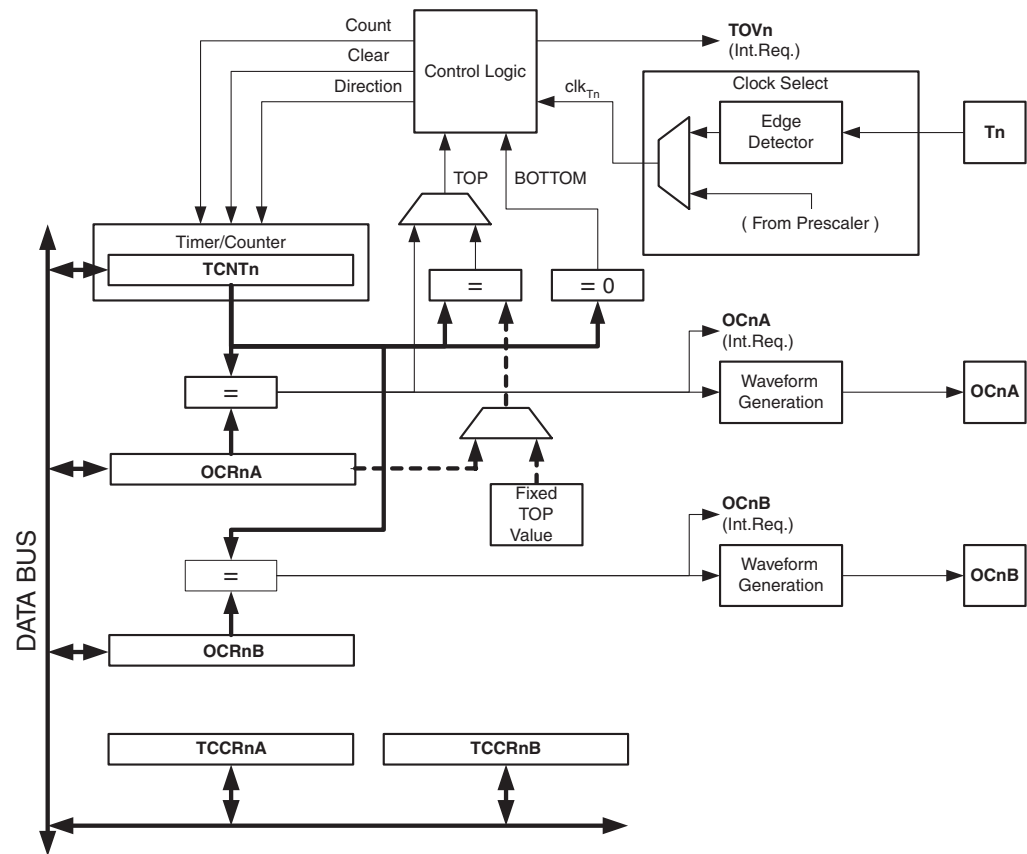 Count
Clear
Direction
Control Logic
TOVn
(Int.Req.)
Clock Select
clkTn
Edge
Detector
Tn
( From Prescaler )
TOP
BOTTOM
Timer/Counter
TCNTn
=
= 0
OCnA
(Int.Req.)
=
Waveform
Generation
OCnA
OCRnA
Fixed
TOP
Value
OCnB
(Int.Req.)
=
Waveform
Generation
OCnB
OCRnB
DATA BUS
TCCRnA
TCCRnB